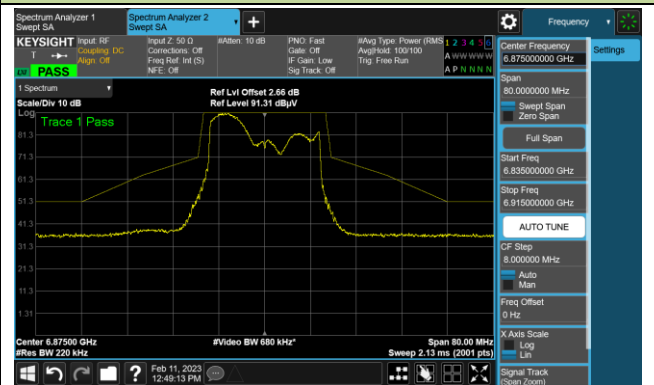 Spectrum Analyzer 1
Swept SA
Spectrum Analyzer 2
Swept SA
+
Frequency
KEYSIGHT
Input: RF
Coupling: DC
Align: Off
Input Z: 50 Ω
Corrections: Off
Freq Ref: Int (S)
NFE: Off
#Atten: 10 dB
PNO: Fast
Gate: Off
IF Gain: Low
Sig Track: Off
#Avg Type: Power (RMS
Avg|Hold: 100/100
Trig: Free Run
1 2 3 4 5 6
A W W W W W
A P N N N N
T
PASS
1 Spectrum
Scale/Div 10 dB
Ref Lvl Offset 2.66 dB
Ref Level 91.31 dBµV
Log
Trace 1 Pass
81.3
71.3
61.3
51.3
41.3
31.3
21.3
11.3
1.31
Center 6.87500 GHz
#Res BW 220 kHz
#Video BW 680 kHz*
Span 80.00 MHz
Sweep 2.13 ms (2001 pts)
Feb 11, 2023
12:49:13 PM
?
Center Frequency
6.875000000 GHz
Settings
Span
80.0000000 MHz
Swept Span
Zero Span
Full Span
Start Freq
6.835000000 GHz
Stop Freq
6.915000000 GHz
AUTO TUNE
CF Step
8.000000 MHz
Auto
Man
Freq Offset
0 Hz
X Axis Scale
Log
Lin
Signal Track
(Span Zoom)